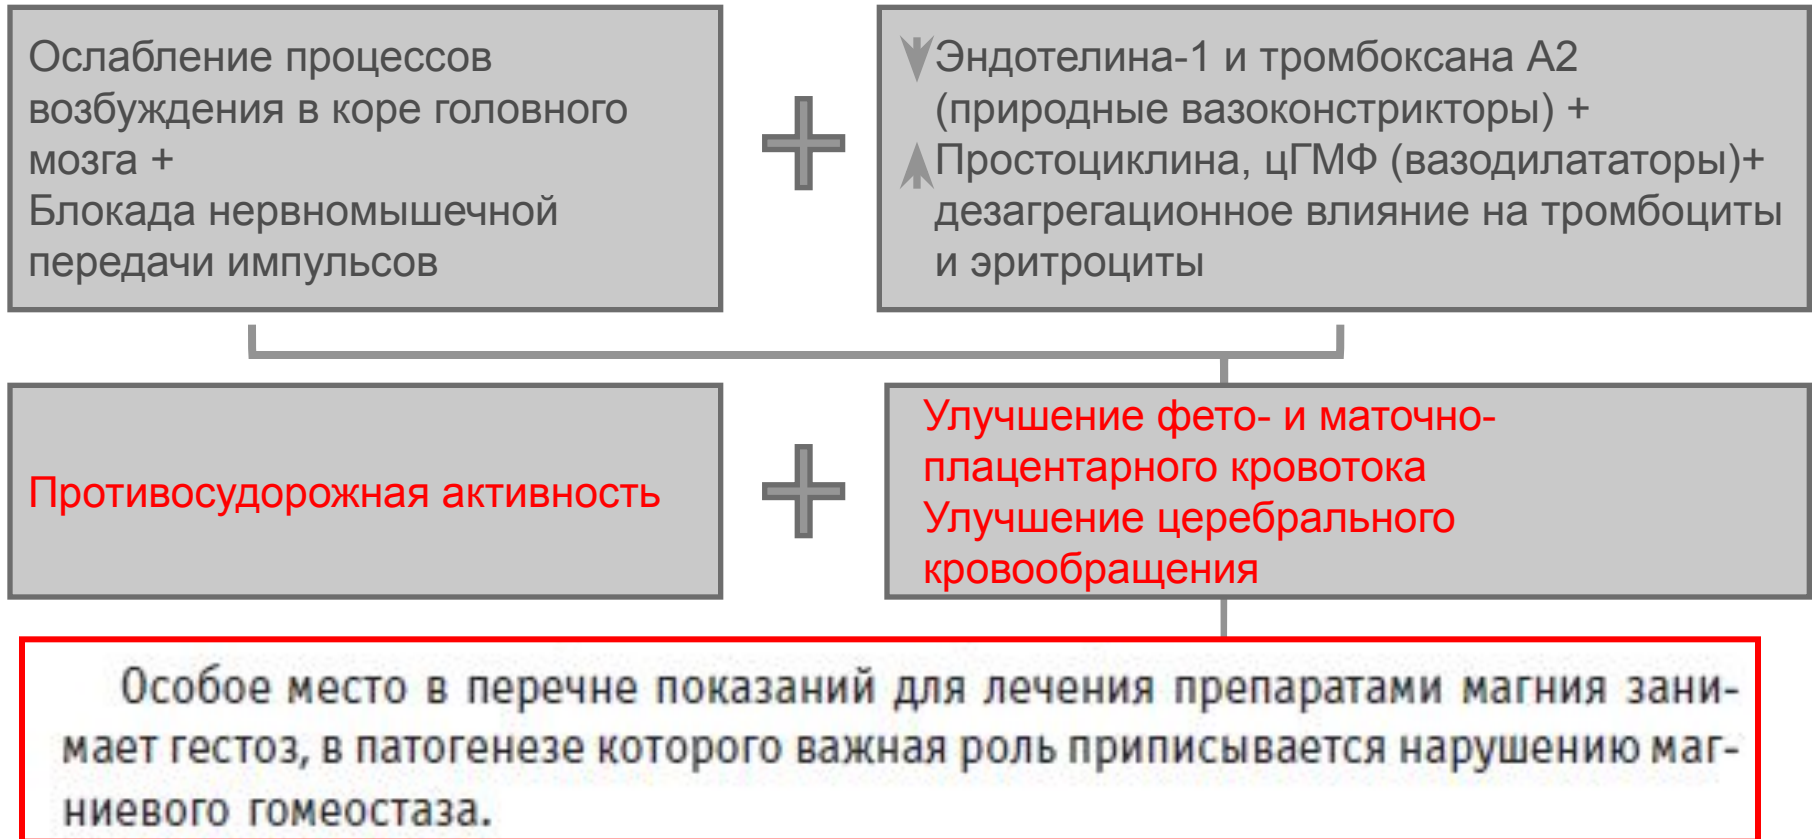 Ослабление процессов
возбуждения в коре головного
мозга +
Блокада нервномышечной
передачи импульсов
Эндотелина-1 и тромбоксана А2
(природные вазоконстрикторы) +
Простоциклина, цГМФ (вазодилататоры)+
дезагрегационное влияние на тромбоциты
и эритроциты
Противосудорожная активность
Улучшение фето- и маточно-
плацентарного кровотока
Улучшение церебрального
кровообращения
Особое место в перечне показаний для лечения препаратами магния зани-
мает гестоз, в патогенезе которого важная роль приписывается нарушению маг-
ниевого гомеостаза.